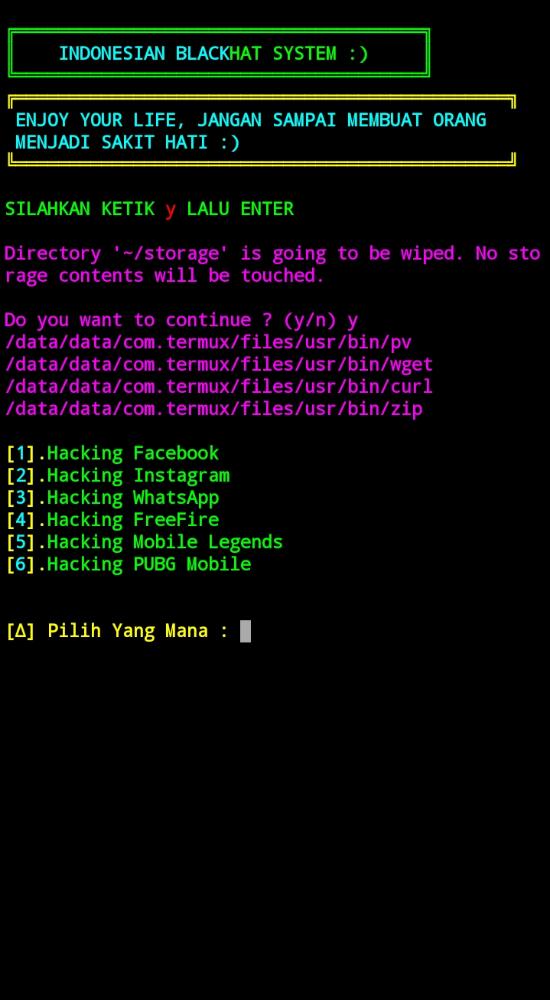 INDONESIAN BLACKHAT SYSTEM :)
ENJOY YOUR LIFE, JANGAN SAMPAI MEMBUAT ORANG
MENJADI SAKIT HATI :)
SILAHKAN KETIK y LALU ENTER
Directory '~/storage' is going to be wiped. No sto
rage contents will be touched.
Do you want to continue ? (y/n) y
/data/data/com.termux/files/usr/bin/pv
/data/data/com.termux/files/usr/bin/wget
/data/data/com.termux/files/usr/bin/curl
/data/data/com.termux/files/usr/bin/zip
[1].Hacking Facebook
[2].Hacking Instagram
[3].Hacking WhatsApp
[4].Hacking FreeFire
[5].Hacking Mobile Legends
[6].Hacking PUBG Mobile
[∆] Pilih Yang Mana :